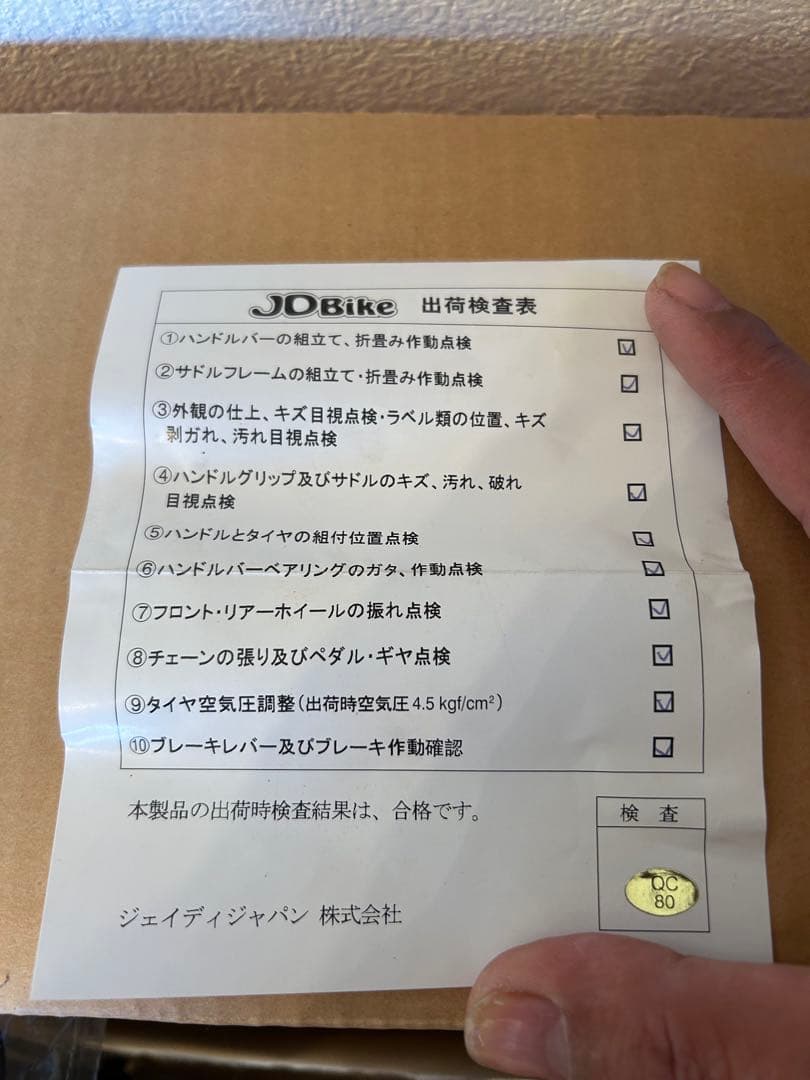 JDBike 出荷検査表
①ハンドルバーの組立て、折畳み作動点検
②サドルフレームの組立て・折畳み作動点検
③外観の仕上、キズ目視点検・ラベル類の位置、キズ
剥ガれ、汚れ目視点検
④ハンドルグリップ及びサドルのキズ、汚れ、破れ
目視点検
⑤ハンドルとタイヤの組付位置点検
⑥ハンドルバーベアリングのガタ、作動点検
⑦フロント・リアーホイールの振れ点検
⑧チェーンの張り及びペダル・ギヤ点検
⑨タイヤ空気圧調整(出荷時空気圧4.5 kgf/cm²)
⑩ブレーキレバー及びブレーキ作動確認
本製品の出荷時検査結果は、合格です。
検 査
QC
80
ジェイディジャパン 株式会社